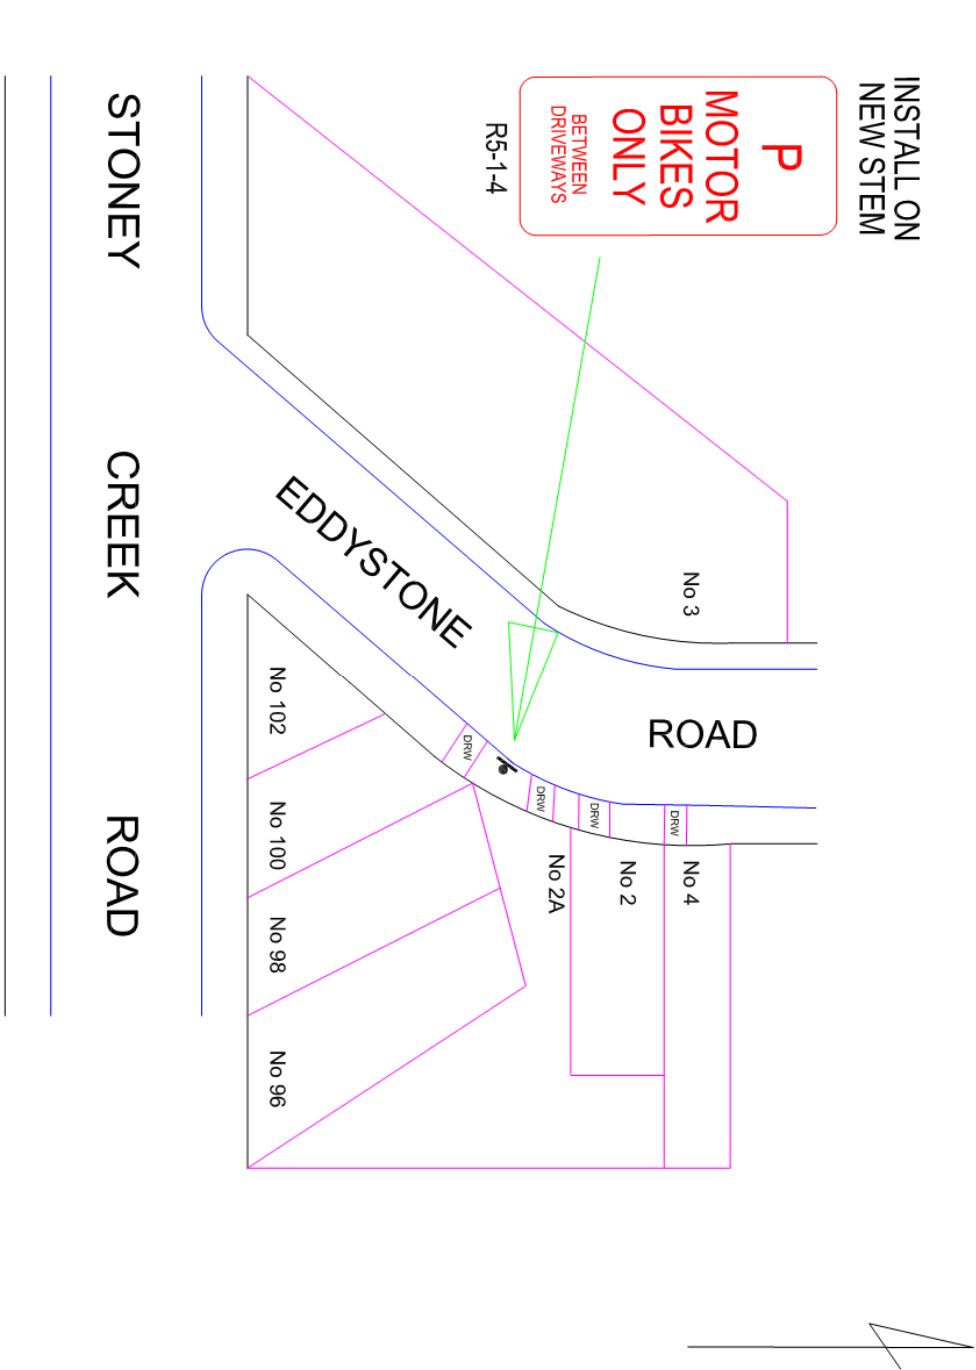 INSTALL ON
NEW STEM
P
MOTOR
BIKES
ONLY
BETWEEN
DRIVEWAYS
R5-1-4
No 3
ROAD
EDDYSTONE
DRW
DRW
DRW
DRW
No 4
No 2
No 2A
No 102
No 100
No 98
No 96
STONEY
CREEK
ROAD